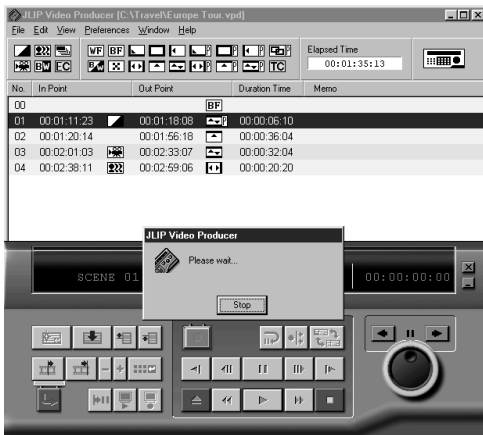 JLIP Video Producer [C:\Travel\Europe Tour.vpd]
File Edit View Preferences Window Help
WF BF P P P P
BW EC B/W P P TC
Elapsed Time
00:01:35:13
No. In Point Out Point Duration Time Memo
00 BF
01 00:01:11:23 00:01:18:08 P 00:00:06:10
02 00:01:20:14 00:01:56:18 00:00:36:04
03 00:02:01:03 00:02:33:07 00:00:32:04
04 00:02:38:11 00:02:59:06 00:00:20:20
JLIP Video Producer
Please wait...
Stop
SCENE 01
00:00:00:00